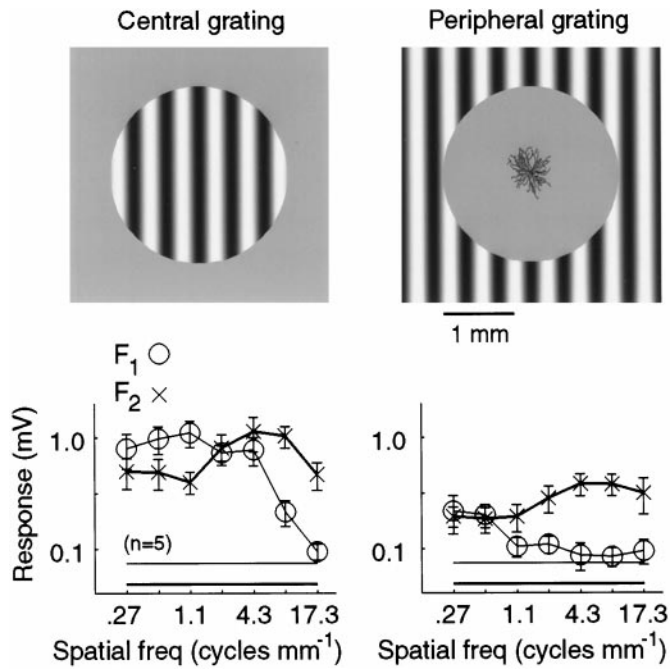 Central grating
Peripheral grating
1 mm
F1
F2
Response (mV)
1.0
0.1
(n=5)
.27 1.1 4.3 17.3
Spatial freq (cycles mm-1)
1.0
0.1
.27 1.1 4.3 17.3
Spatial freq (cycles mm-1)